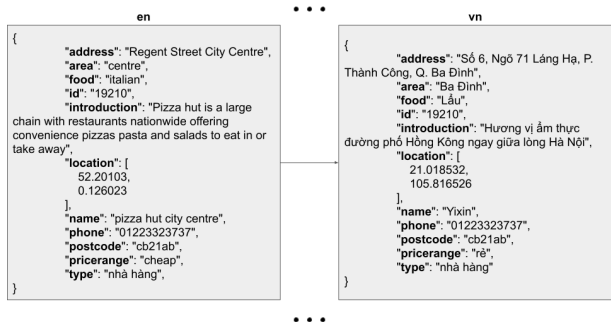 en
{
"address": "Regent Street City Centre",
"area": "centre",
"food": "italian",
"id": "19210",
"introduction": "Pizza hut is a large
chain with restaurants nationwide offering
convenience pizzas pasta and salads to eat in or
take away",
"location": [
52.20103,
0.126023
],
"name": "pizza hut city centre",
"phone": "01223323737",
"postcode": "cb21ab",
"pricerange": "cheap",
"type": "nhà hàng",
}
vn
{
"address": "Số 6, Ngõ 71 Láng Hạ, P.
Thành Công, Q. Ba Đình",
"area": "Ba Đình",
"food": "Lẩu",
"id": "19210",
"introduction": "Hương vị ẩm thực
đường phố Hồng Kông ngay giữa lòng Hà Nội",
"location": [
21.018532,
105.816526
],
"name": "Yixin",
"phone": "01223323737",
"postcode": "cb21ab",
"pricerange": "rẻ",
"type": "nhà hàng"
}